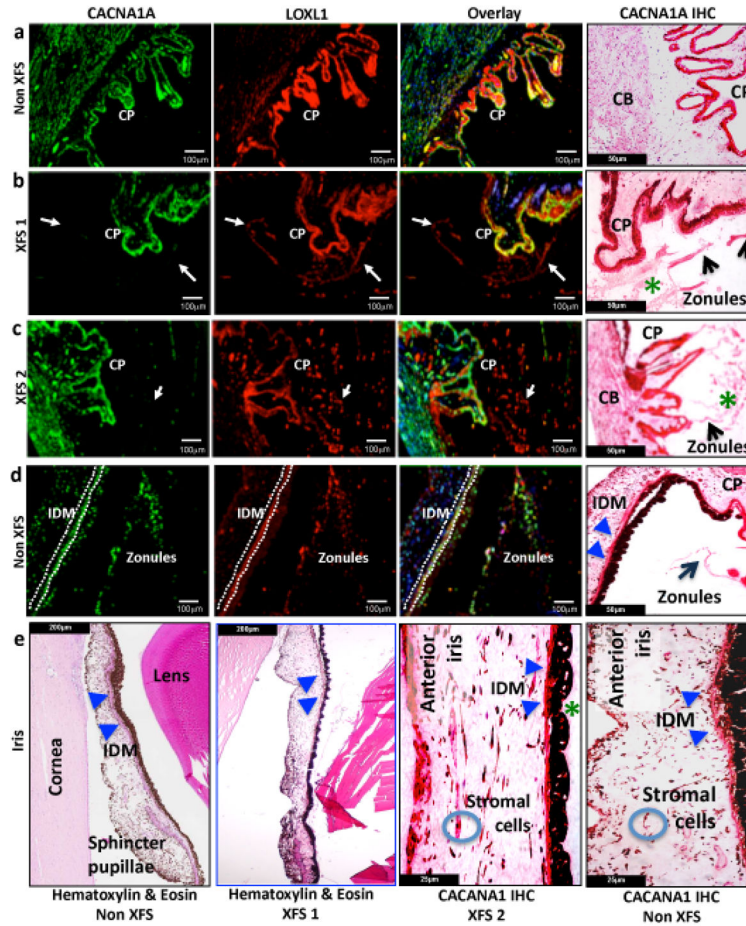 CACNA1A LOXL1 Overlay CACNA1A IHC
a
Non XFS
CP
100µm
CP
100µm
CP
100µm
CB
CP
50µm
b
XFS 1
CP
100µm
CP
100µm
CP
100µm
CP
*
Zonules
50µm
c
XFS 2
CP
100µm
CP
100µm
CP
100µm
CP
CB
*
Zonules
50µm
d
Non XFS
IDM
100µm
IDM
Zonules
100µm
IDM
Zonules
100µm
IDM
CP
Zonules
50µm
e
Iris
200µm
Lens
IDM
Cornea
Sphincter
pupillae
200µm
Anterior
iris
IDM
*
Stromal
cells
25µm
Anterior iris
IDM
Stromal
cells
25µm
Hematoxylin & Eosin
Non XFS
Hematoxylin & Eosin
XFS 1
CACANA1 IHC
XFS 2
CACANA1 IHC
Non XFS